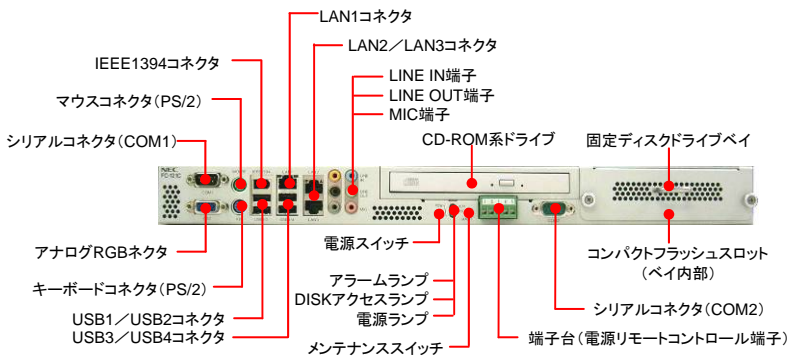 LAN1コネクタ
LAN2／LAN3コネクタ
IEEE1394コネクタ
LINE IN端子
LINE OUT端子
MIC端子
マウスコネクタ(PS/2)
シリアルコネクタ(COM1)
CD-ROM系ドライブ
固定ディスクドライブベイ
NEC
アナログRGBネクタ
キーボードコネクタ(PS/2)
USB1／USB2コネクタ
USB3／USB4コネクタ
電源スイッチ
アラームランプ
DISKアクセスランプ
電源ランプ
メンテナンススイッチ
コンパクトフラッシュスロット
(ベイ内部)
シリアルコネクタ(COM2)
端子台(電源リモートコントロール端子)